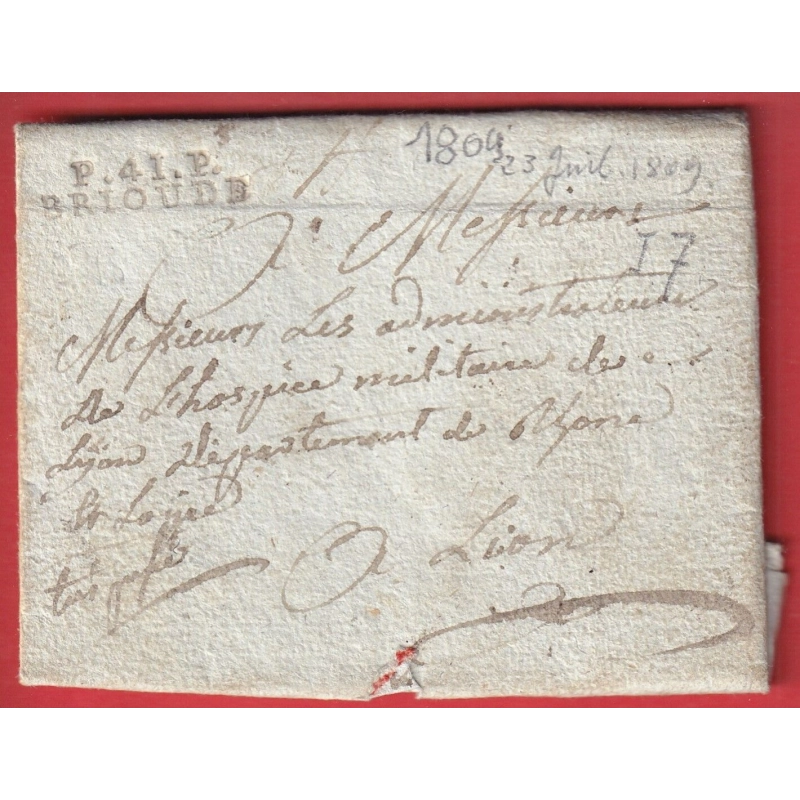 P.41.P.
BRIOUDE
1809
23 Juil. 1809
A Messieurs
I 7
Messieurs Les administrateurs
de L'hospice militaire de
Lyon Département de Rhone
et Loire
A Lion